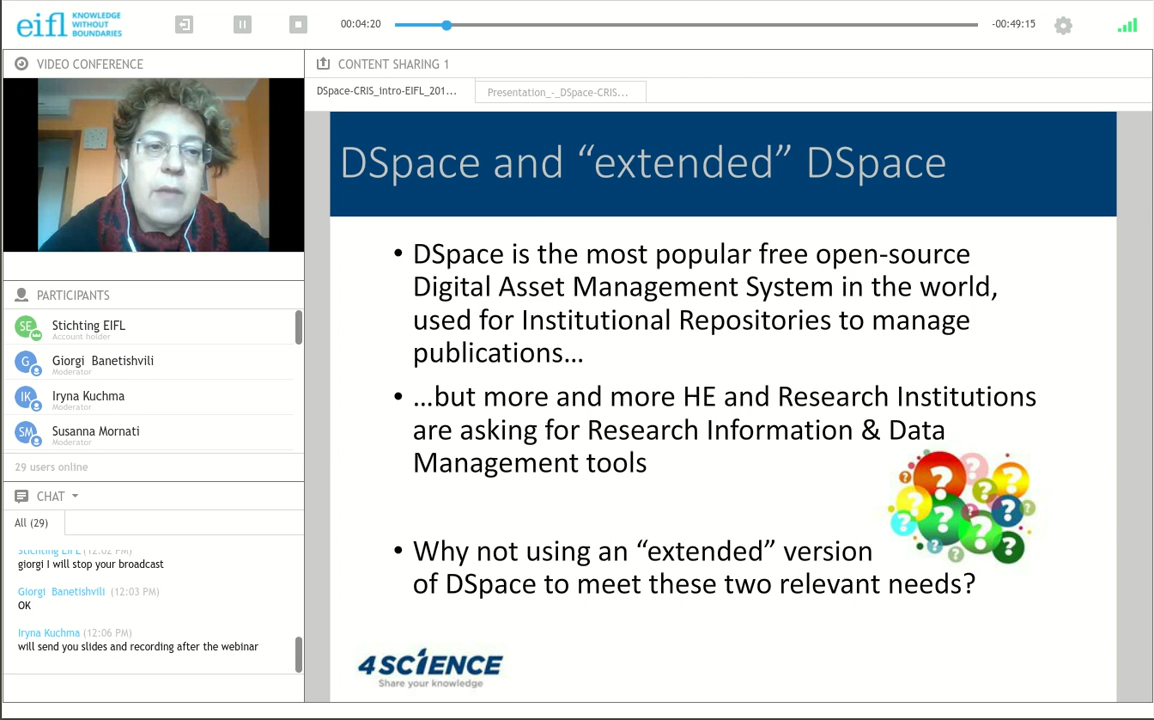 eifl KNOWLEDGE
WITHOUT
BOUNDARIES
00:04:20
-00:49:15
VIDEO CONFERENCE
PARTICIPANTS
SE Stichting EIFL
Account holder
G Giorgi Banetishvili
Moderator
IK Iryna Kuchma
Moderator
SM Susanna Mornati
Moderator
29 users online
CHAT
All (29)
Stichting EIFL (12:02 PM)
giorgi I will stop your broadcast
Giorgi Banetishvili (12:03 PM)
OK
Iryna Kuchma (12:06 PM)
will send you slides and recording after the webinar
CONTENT SHARING 1
DSpace-CRIS_intro-EIFL_201...
Presentation_-_DSpace-CRIS...
DSpace and “extended” DSpace
• DSpace is the most popular free open-source
Digital Asset Management System in the world,
used for Institutional Repositories to manage
publications...
• ...but more and more HE and Research Institutions
are asking for Research Information & Data
Management tools
• Why not using an “extended” version
of DSpace to meet these two relevant needs?
4SCIENCE
Share your knowledge